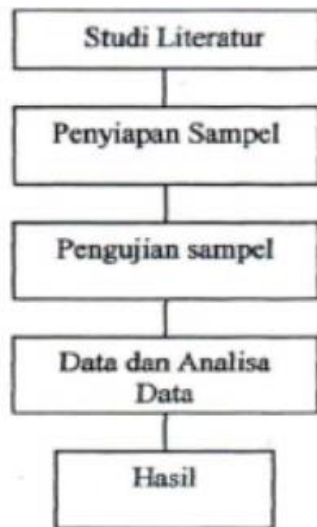 Studi Literatur
Penyiapan Sampel
Pengujian sampel
Data dan Analisa
Data
Hasil